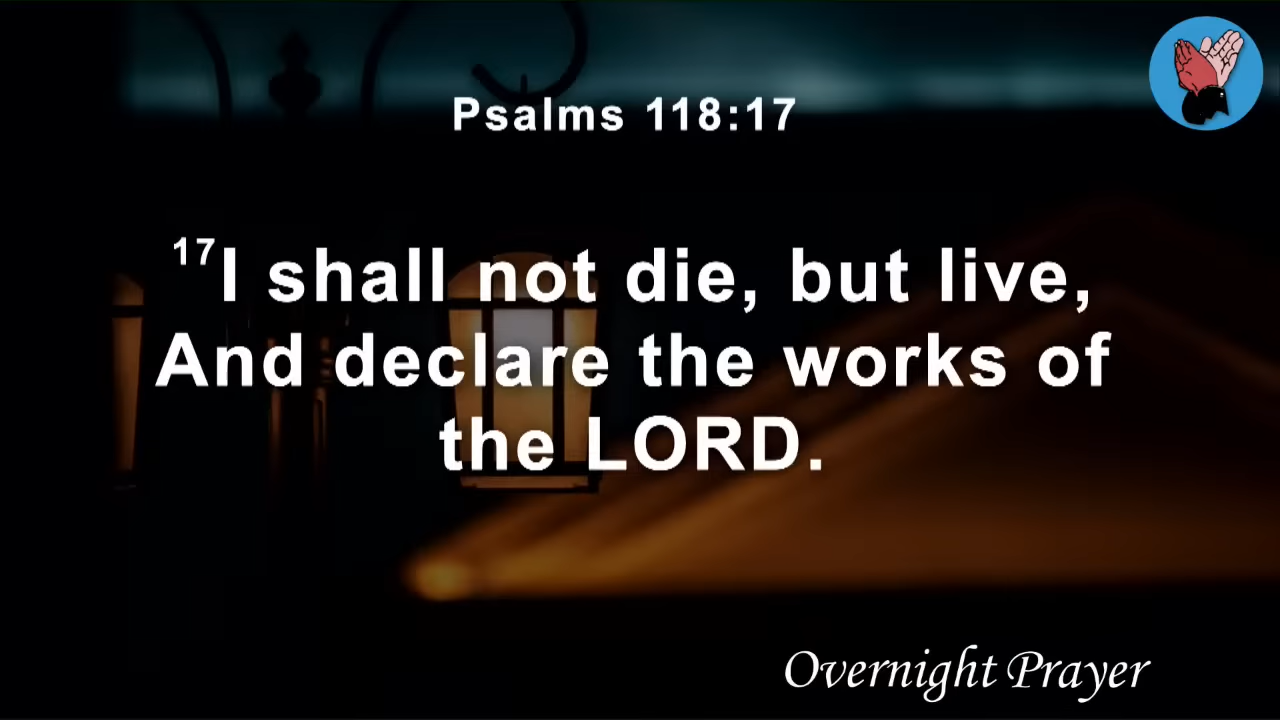 Psalms 118:17
17I shall not die, but live,
And declare the works of
the LORD.
Overnight Prayer